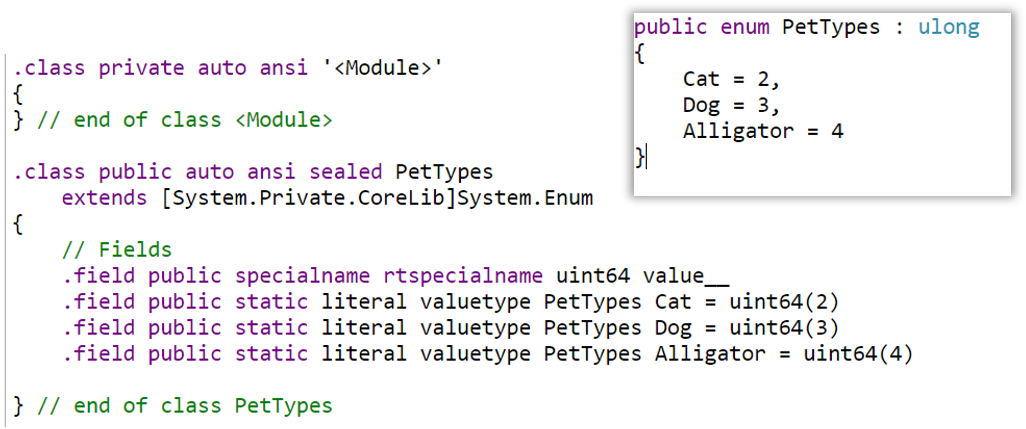 .class private auto ansi '<Module>'
{
} // end of class <Module>

.class public auto ansi sealed PetTypes
    extends [System.Private.CoreLib]System.Enum
{
    // Fields
    .field public specialname rtspecialname uint64 value__
    .field public static literal valuetype PetTypes Cat = uint64(2)
    .field public static literal valuetype PetTypes Dog = uint64(3)
    .field public static literal valuetype PetTypes Alligator = uint64(4)

} // end of class PetTypes

public enum PetTypes : ulong
{
    Cat = 2,
    Dog = 3,
    Alligator = 4
}